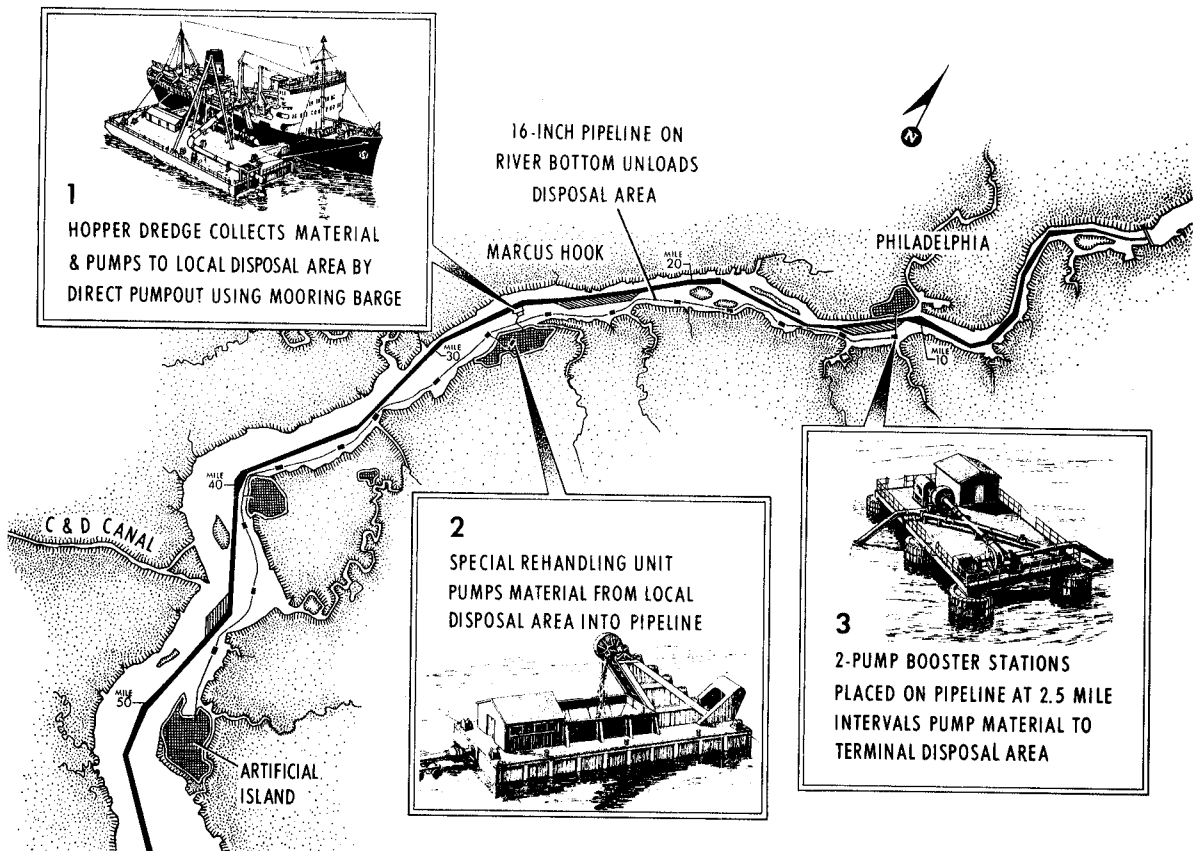 1
HOPPER DREDGE COLLECTS MATERIAL
& PUMPS TO LOCAL DISPOSAL AREA BY
DIRECT PUMPOUT USING MOORING BARGE
16-INCH PIPELINE ON
RIVER BOTTOM UNLOADS
DISPOSAL AREA
N
MARCUS HOOK
PHILADELPHIA
MILE
20
MILE
10
MILE
30
MILE
40
C & D CANAL
MILE
50
ARTIFICIAL
ISLAND
2
SPECIAL REHANDLING UNIT
PUMPS MATERIAL FROM LOCAL
DISPOSAL AREA INTO PIPELINE
3
2-PUMP BOOSTER STATIONS
PLACED ON PIPELINE AT 2.5 MILE
INTERVALS PUMP MATERIAL TO
TERMINAL DISPOSAL AREA